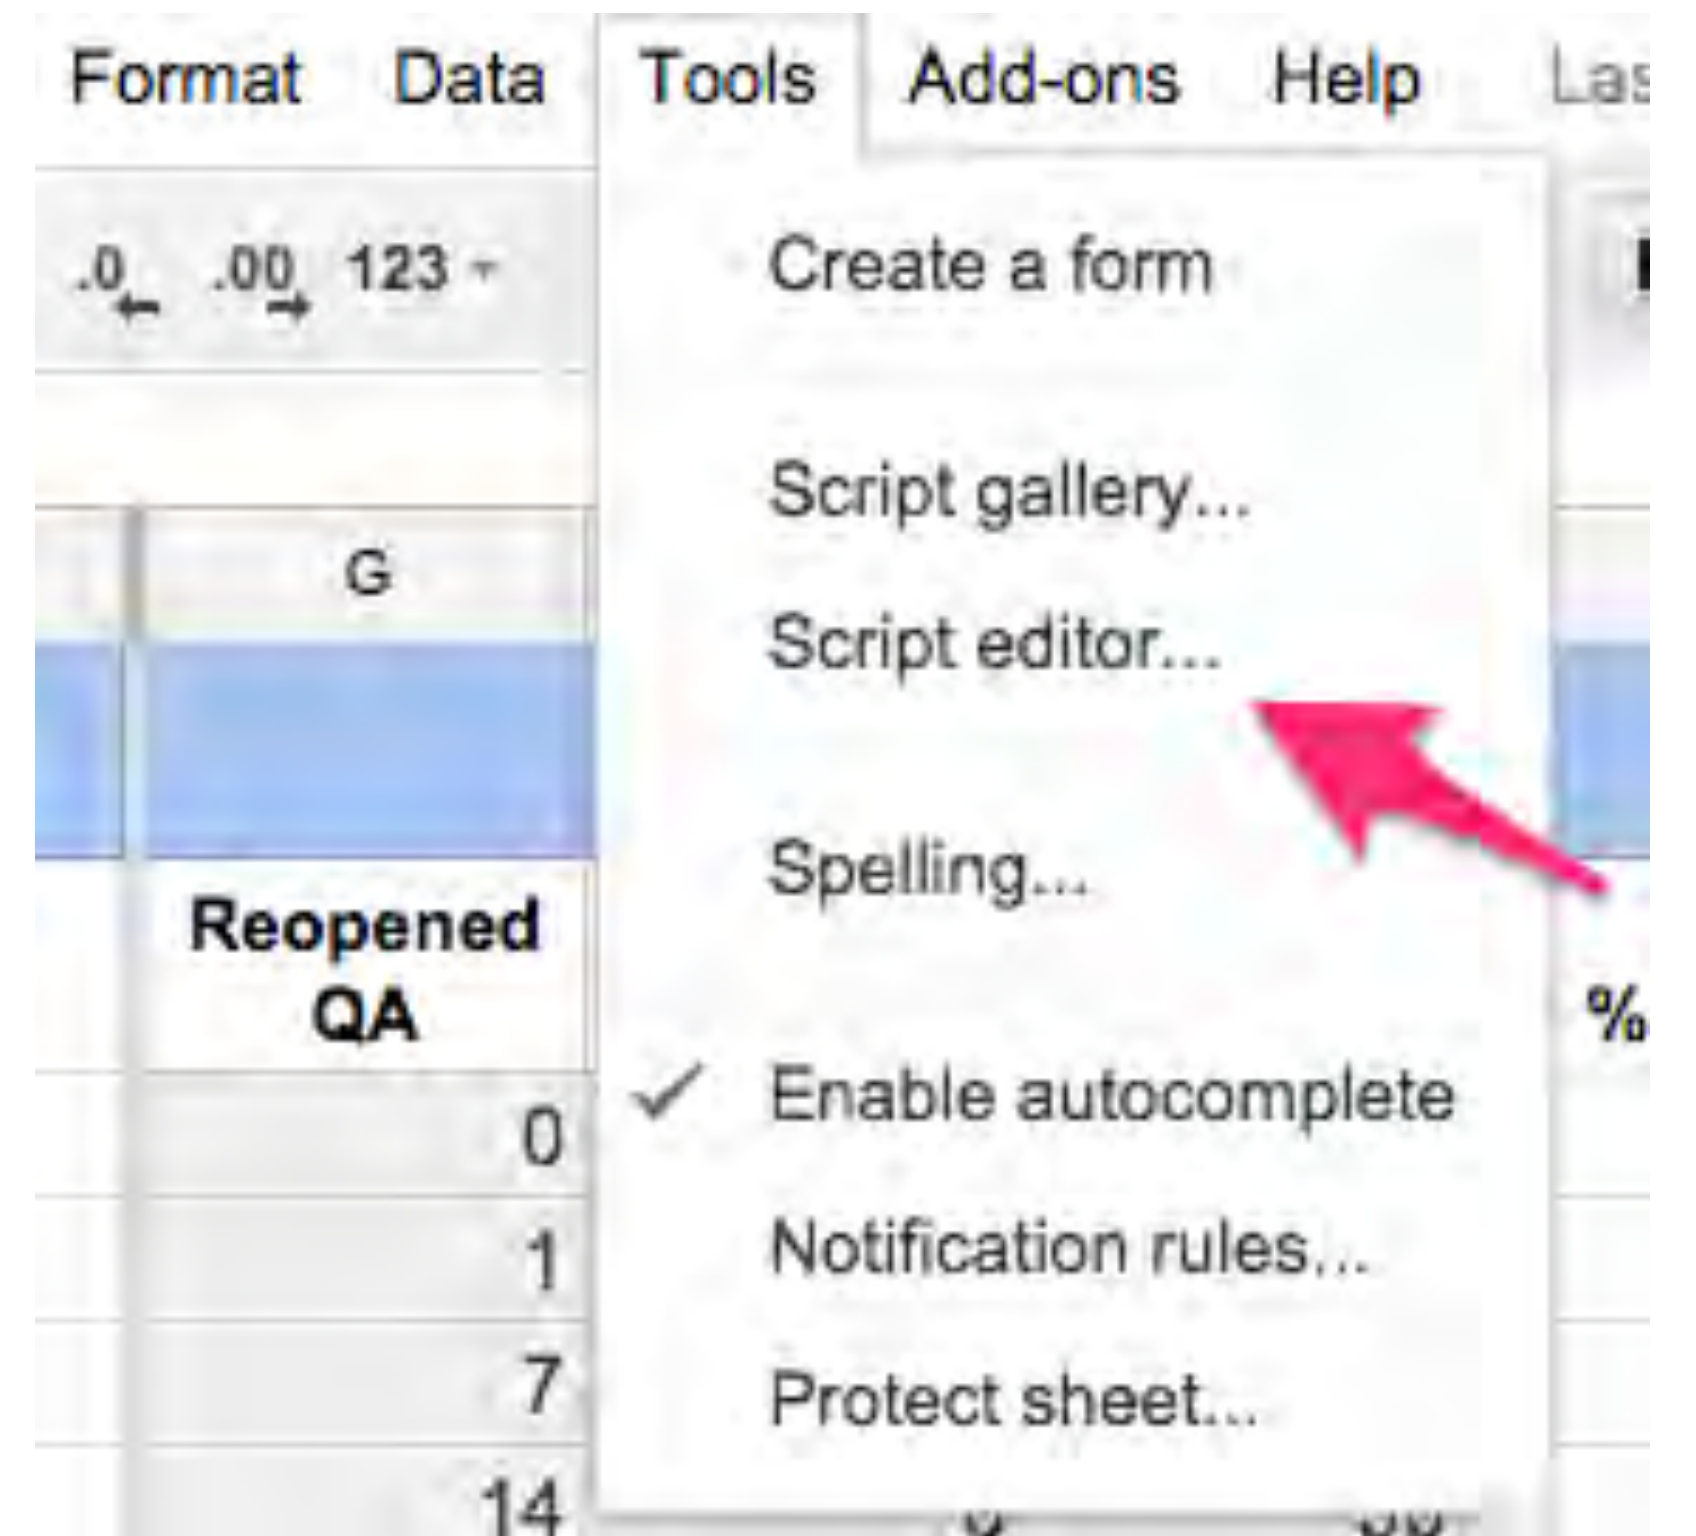 Format Data Tools Add-ons Help Las
.0 .00 123
Create a form
Script gallery...
G
Script editor...
Spelling...
Reopened
QA
%
Enable autocomplete
0
1
Notification rules...
7
Protect sheet...
14